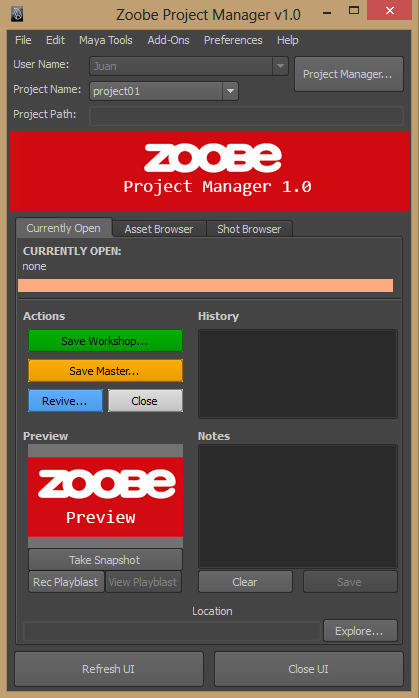 Zoobe Project Manager v1.0
File Edit Maya Tools Add-Ons Preferences Help
User Name: Juan
Project Manager...
Project Name: project01
Project Path:
ZOOBE
Project Manager 1.0
Currently Open Asset Browser Shot Browser
CURRENTLY OPEN:
none
Actions History
Save Workshop...
Save Master...
Revive... Close
Preview Notes
ZOOBE
Preview
Take Snapshot
Rec Playblast View Playblast Clear Save
Location
Explore...
Refresh UI Close UI